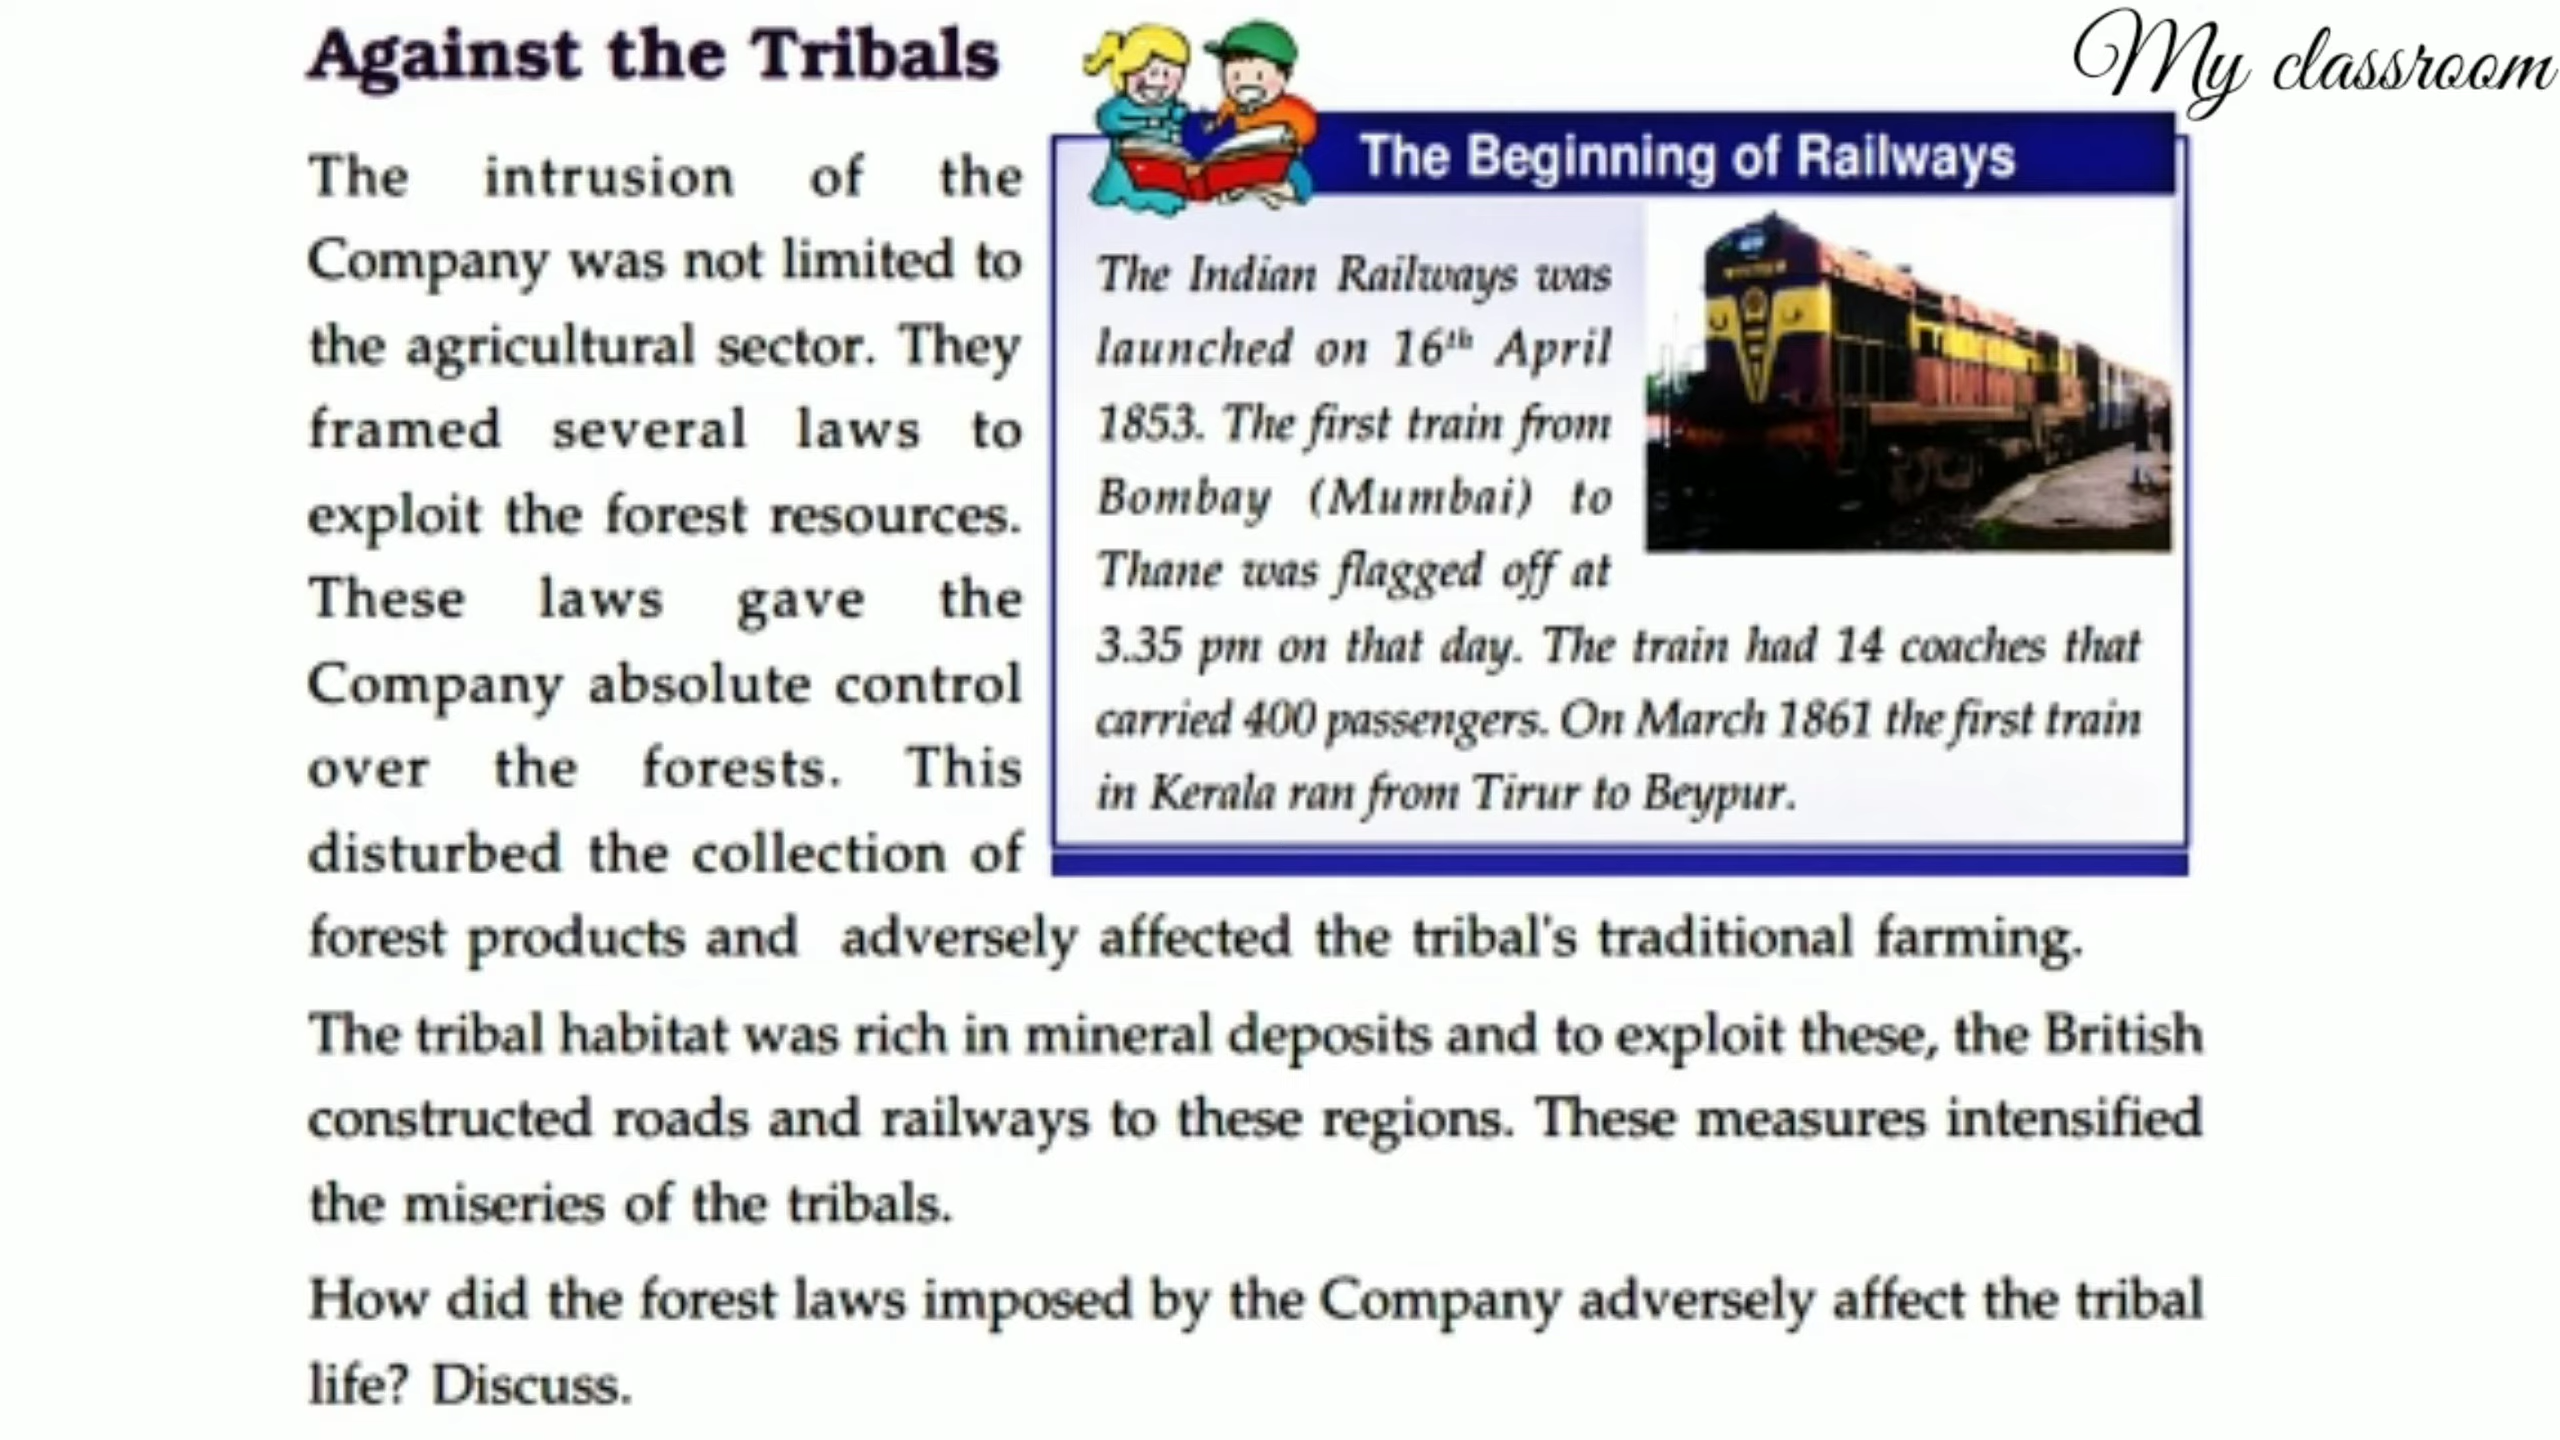 Against the Tribals
My classroom
The intrusion of the
Company was not limited to
the agricultural sector. They
framed several laws to
exploit the forest resources.
These laws gave the
Company absolute control
over the forests. This
disturbed the collection of
forest products and adversely affected the tribal's traditional farming.
The Beginning of Railways
The Indian Railways was
launched on 16th April
1853. The first train from
Bombay (Mumbai) to
Thane was flagged off at
3.35 pm on that day. The train had 14 coaches that
carried 400 passengers. On March 1861 the first train
in Kerala ran from Tirur to Beypur.
The tribal habitat was rich in mineral deposits and to exploit these, the British
constructed roads and railways to these regions. These measures intensified
the miseries of the tribals.
How did the forest laws imposed by the Company adversely affect the tribal
life? Discuss.